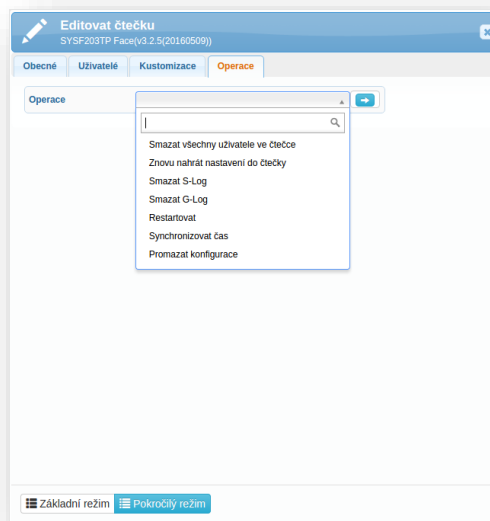 Editovat čtečku
SYSF203TP Face(v3.2.5(20160509))
Obecné Uživatelé Kustomizace Operace
Operace
Smazat všechny uživatele ve čtečce
Znovu nahrát nastavení do čtečky
Smazat S-Log
Smazat G-Log
Restartovat
Synchronizovat čas
Promazat konfigurace
Základní režim Pokročilý režim